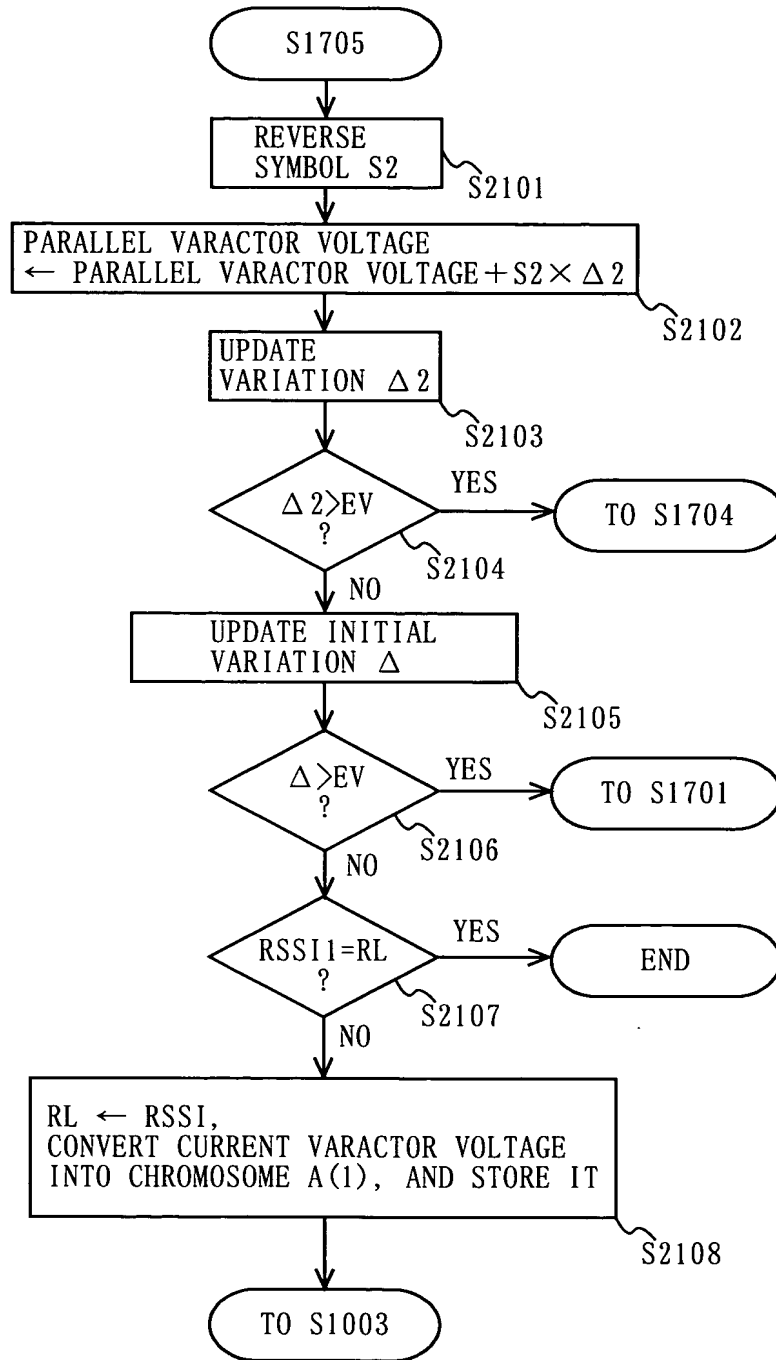 S1705
REVERSE
SYMBOL S2
S2101
PARALLEL VARACTOR VOLTAGE
← PARALLEL VARACTOR VOLTAGE+S2×Δ2
S2102
UPDATE
VARIATION Δ2
S2103
Δ2>EV
?
YES
TO S1704
S2104
NO
UPDATE INITIAL
VARIATION Δ
S2105
Δ>EV
?
YES
TO S1701
S2106
NO
RSSI1=RL
?
YES
END
S2107
NO
RL ← RSSI,
CONVERT CURRENT VARACTOR VOLTAGE
INTO CHROMOSOME A(1), AND STORE IT
S2108
TO S1003